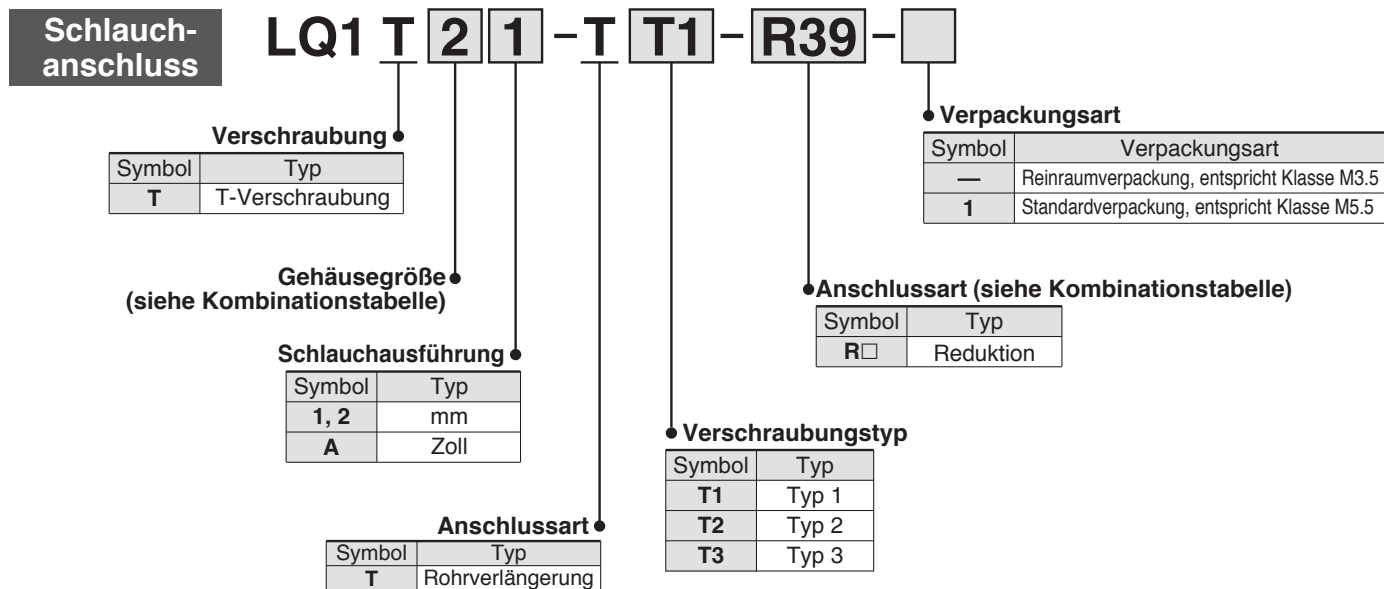 Schlauch-
anschluss
LQ1 T 2 1 – T T1 – R39 –
Verschraubung
Symbol Typ
T T-Verschraubung
Gehäusegröße
(siehe Kombinationstabelle)
Schlauchausführung
Symbol Typ
1, 2 mm
A Zoll
Anschlussart
Symbol Typ
T Rohrverlängerung
Verschraubungstyp
Symbol Typ
T1 Typ 1
T2 Typ 2
T3 Typ 3
Anschlussart (siehe Kombinationstabelle)
Symbol Typ
R□ Reduktion
Verpackungsart
Symbol Verpackungsart
— Reinraumverpackung, entspricht Klasse M3.5
1 Standardverpackung, entspricht Klasse M5.5